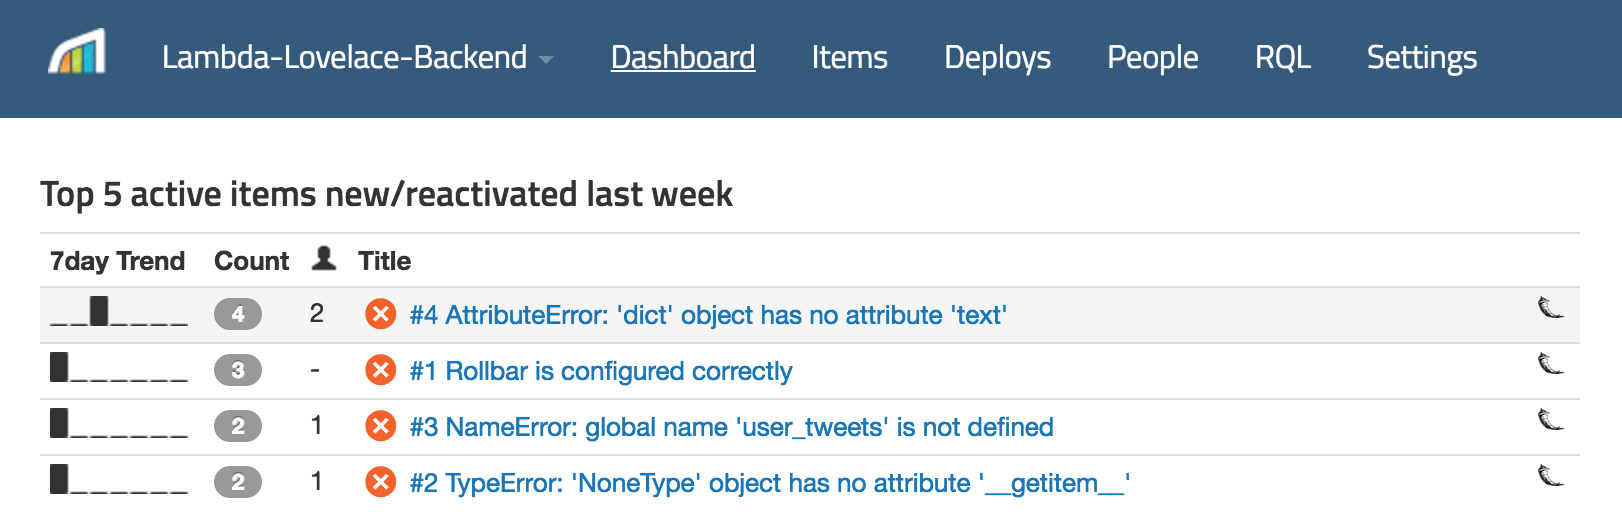 Lambda-Lovelace-Backend Dashboard Items Deploys People RQL Settings
Top 5 active items new/reactivated last week
7day Trend Count Title
4 2 #4 AttributeError: 'dict' object has no attribute 'text'
3 - #1 Rollbar is configured correctly
2 1 #3 NameError: global name 'user_tweets' is not defined
2 1 #2 TypeError: 'NoneType' object has no attribute '__getitem__'